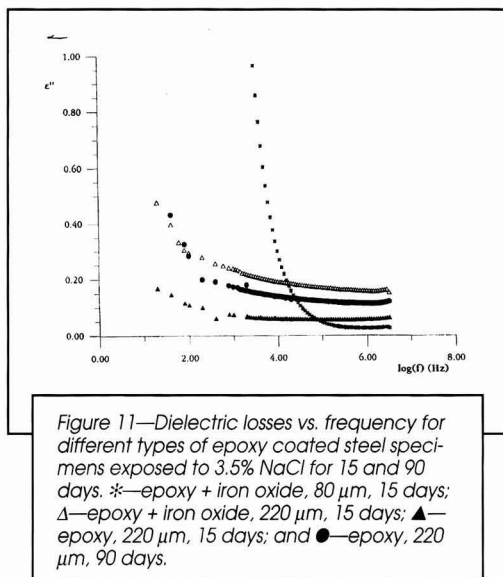 1.00
ε"
0.80
0.60
0.40
0.20
0.00
0.00 2.00 4.00 6.00 8.00
log(f) (Hz)
Figure 11—Dielectric losses vs. frequency for
different types of epoxy coated steel speci-
mens exposed to 3.5% NaCl for 15 and 90
days. *—epoxy + iron oxide, 80 µm, 15 days;
Δ—epoxy + iron oxide, 220 µm, 15 days; ▲—
epoxy, 220 µm, 15 days; and ●—epoxy, 220
µm, 90 days.